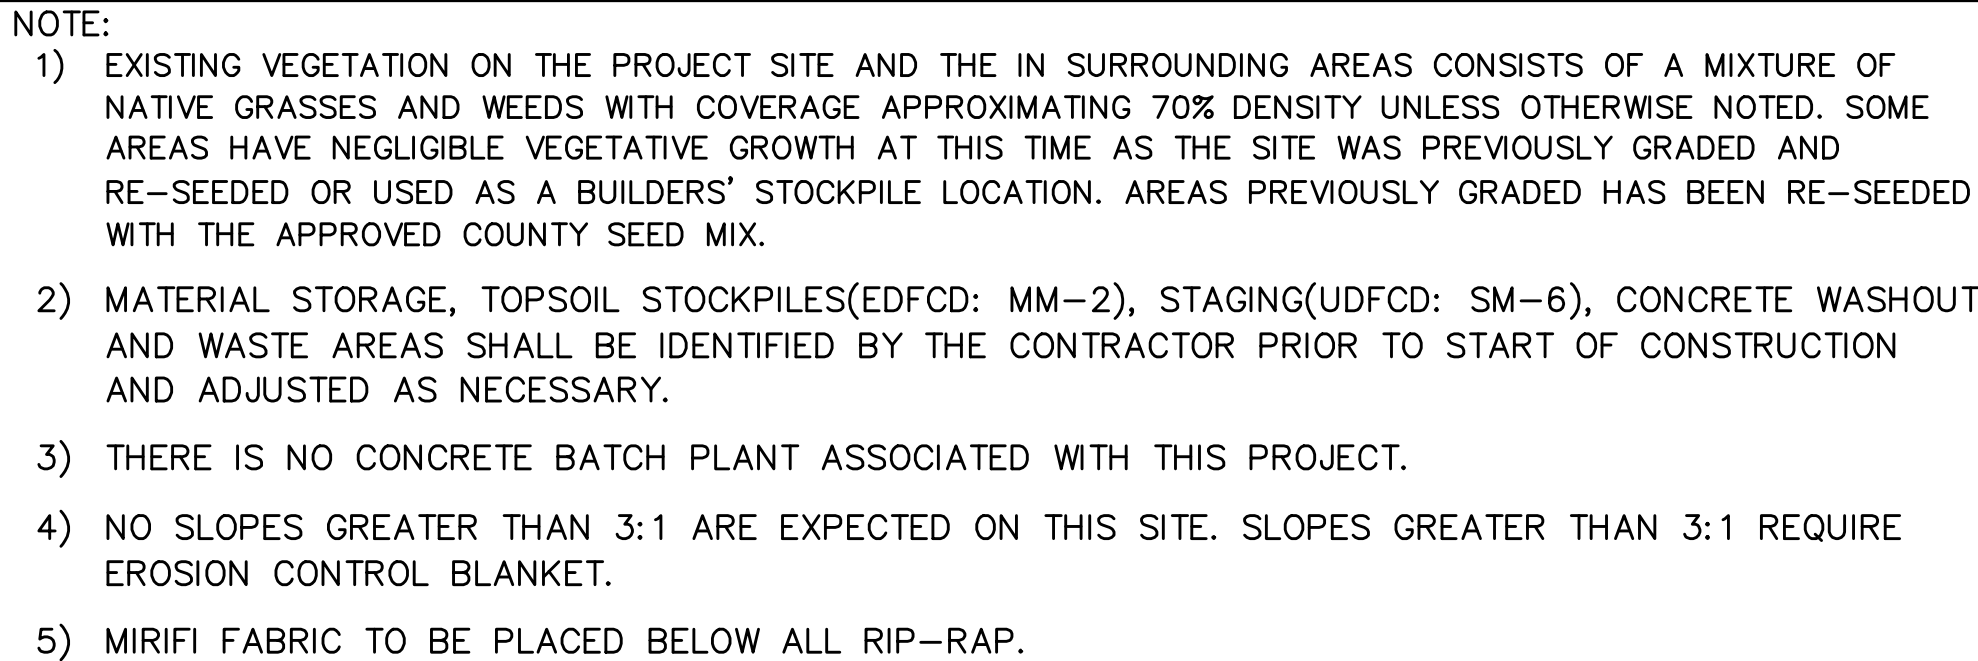 NOTE:
1) EXISTING VEGETATION ON THE PROJECT SITE AND THE IN SURROUNDING AREAS CONSISTS OF A MIXTURE OF
NATIVE GRASSES AND WEEDS WITH COVERAGE APPROXIMATING 70% DENSITY UNLESS OTHERWISE NOTED. SOME
AREAS HAVE NEGLIGIBLE VEGETATIVE GROWTH AT THIS TIME AS THE SITE WAS PREVIOUSLY GRADED AND
RE-SEEDED OR USED AS A BUILDERS' STOCKPILE LOCATION. AREAS PREVIOUSLY GRADED HAS BEEN RE-SEEDED
WITH THE APPROVED COUNTY SEED MIX.
2) MATERIAL STORAGE, TOPSOIL STOCKPILES(EDFCD: MM-2), STAGING(UDFCD: SM-6), CONCRETE WASHOUT
AND WASTE AREAS SHALL BE IDENTIFIED BY THE CONTRACTOR PRIOR TO START OF CONSTRUCTION
AND ADJUSTED AS NECESSARY.
3) THERE IS NO CONCRETE BATCH PLANT ASSOCIATED WITH THIS PROJECT.
4) NO SLOPES GREATER THAN 3:1 ARE EXPECTED ON THIS SITE. SLOPES GREATER THAN 3:1 REQUIRE
EROSION CONTROL BLANKET.
5) MIRIFI FABRIC TO BE PLACED BELOW ALL RIP-RAP.